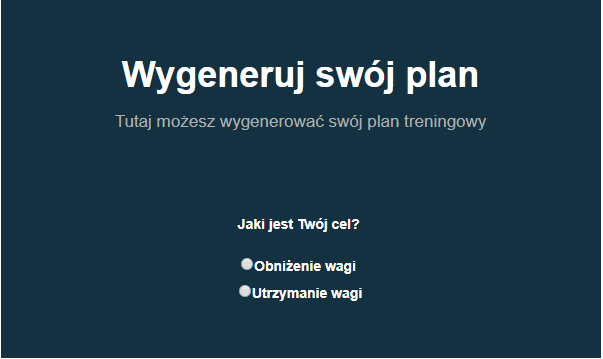 Wygeneruj swój plan
Tutaj możesz wygenerować swój plan treningowy
Jaki jest Twój cel?
Obniżenie wagi
Utrzymanie wagi